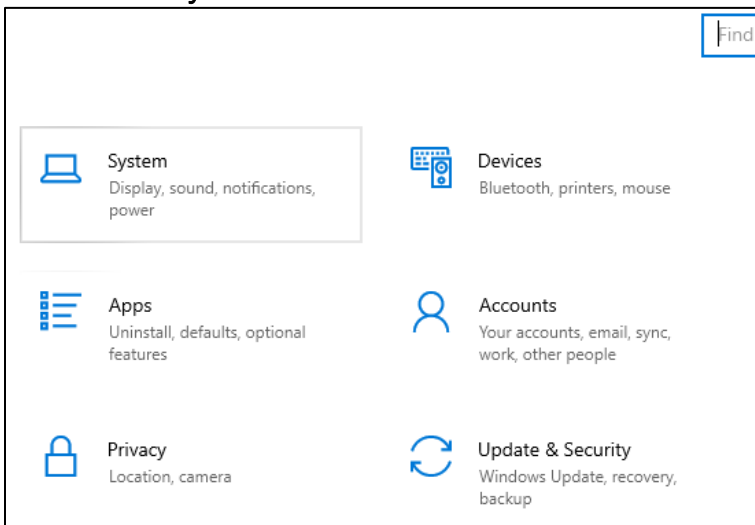 Find
System
Display, sound, notifications,
power
Devices
Bluetooth, printers, mouse
Apps
Uninstall, defaults, optional
features
Accounts
Your accounts, email, sync,
work, other people
Privacy
Location, camera
Update & Security
Windows Update, recovery,
backup